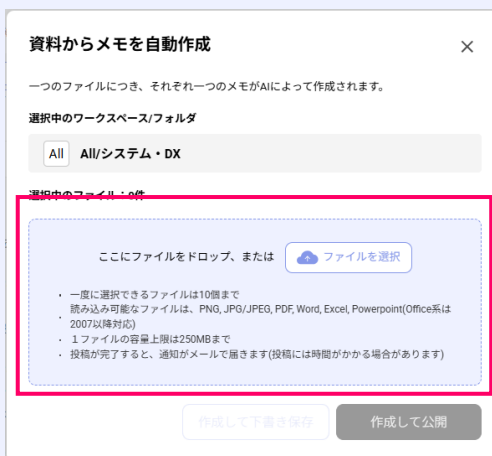 資料からメモを自動作成
一つのファイルにつき、それぞれ一つのメモがAIによって作成されます。
選択中のワークスペース/フォルダ
All All/システム・DX
選択中のファイル：0件
ここにファイルをドロップ、または ファイルを選択
・ 一度に選択できるファイルは10個まで
・ 読み込み可能なファイルは、PNG, JPG/JPEG, PDF, Word, Excel, Powerpoint(Office系は
2007以降対応)
・ １ファイルの容量上限は250MBまで
・ 投稿が完了すると、通知がメールで届きます(投稿には時間がかかる場合があります)
作成して下書き保存 作成して公開